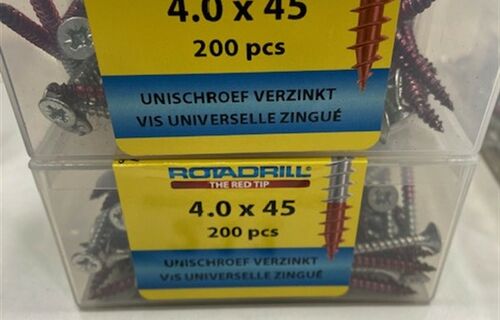 4.0 x 45
200 pcs
UNISCHROEF VERZINKT
VIS UNIVERSELLE ZINGUÉ
ROTADRILL®
THE RED TIP
4.0 x 45
200 pcs
UNISCHROEF VERZINKT
VIS UNIVERSELLE ZINGUÉ